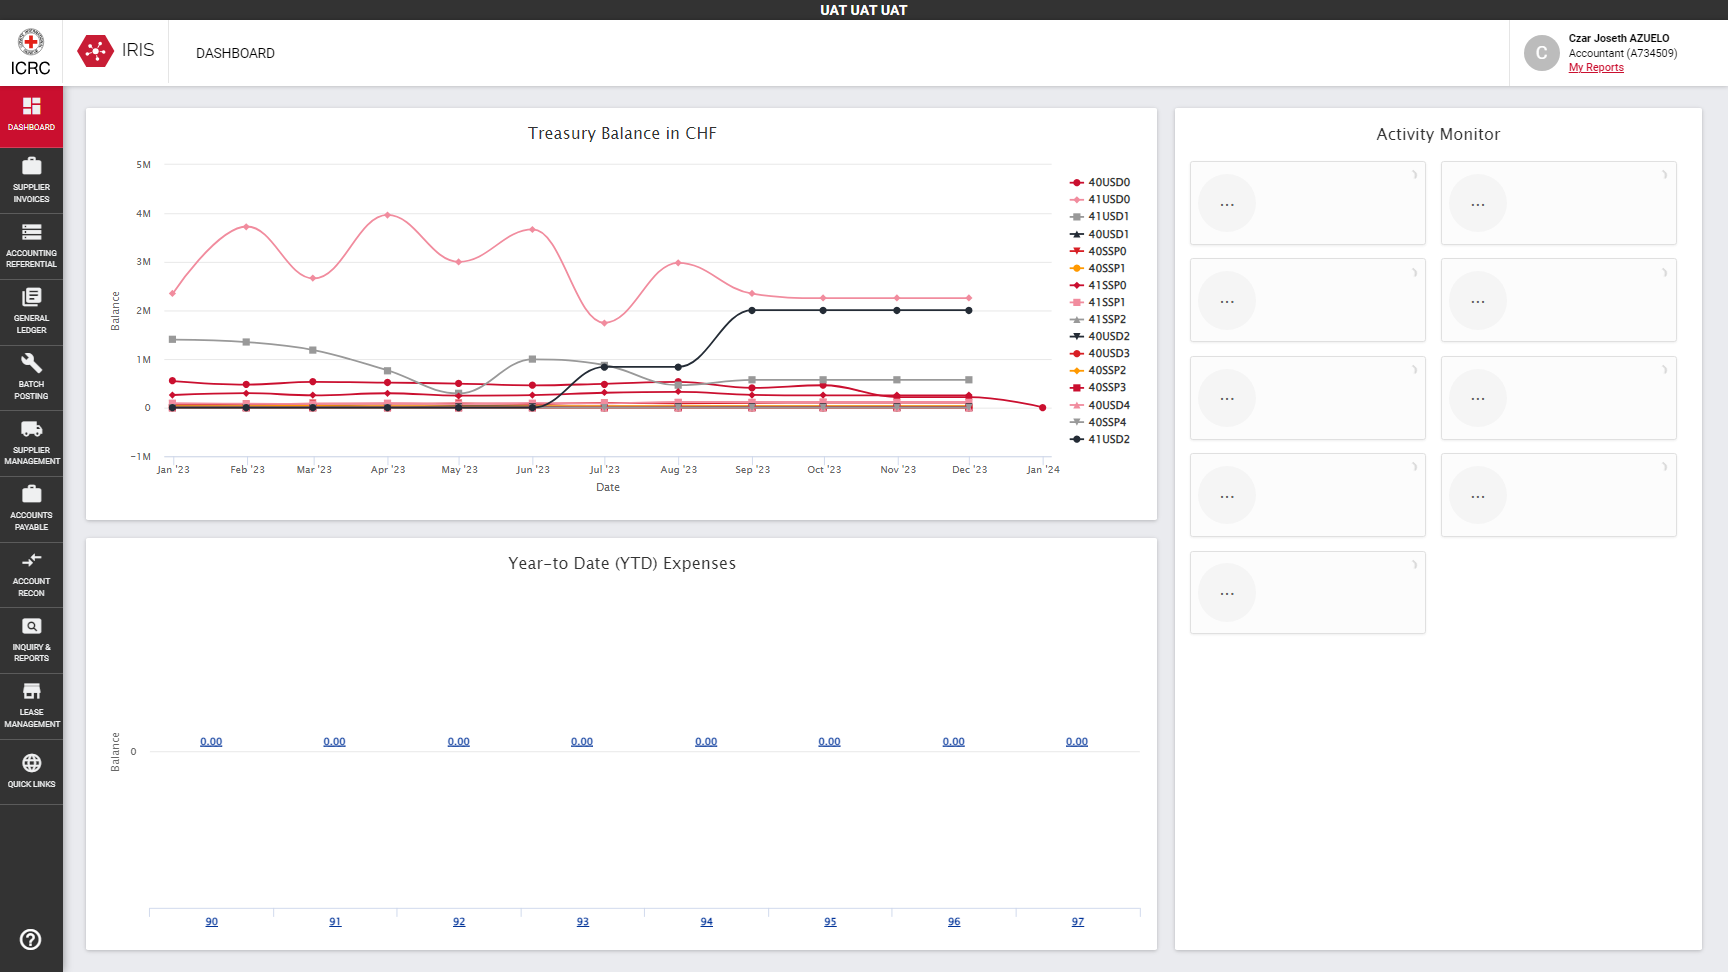 UAT UAT UAT
ICRC
IRIS
DASHBOARD
C
Czar Joseth AZUELO
Accountant (A734509)
My Reports
DASHBOARD
SUPPLIER
INVOICES
ACCOUNTING
REFERENTIAL
GENERAL
LEDGER
BATCH
POSTING
SUPPLIER
MANAGEMENT
ACCOUNTS
PAYABLE
ACCOUNT
RECON
INQUIRY &
REPORTS
LEASE
MANAGEMENT
QUICK LINKS
Treasury Balance in CHF
Balance
5M
4M
3M
2M
1M
0
-1M
Jan '23
Feb '23
Mar '23
Apr '23
May '23
Jun '23
Jul '23
Aug '23
Sep '23
Oct '23
Nov '23
Dec '23
Jan '24
Date
40USD0
41USD0
41USD1
40USD1
40SSP0
40SSP1
41SSP0
41SSP1
41SSP2
40USD2
40USD3
40SSP2
40SSP3
40USD4
40SSP4
41USD2
Year-to Date (YTD) Expenses
Balance
0
0.00
0.00
0.00
0.00
0.00
0.00
0.00
0.00
90
91
92
93
94
95
96
97
Activity Monitor
...
...
...
...
...
...
...
...
...